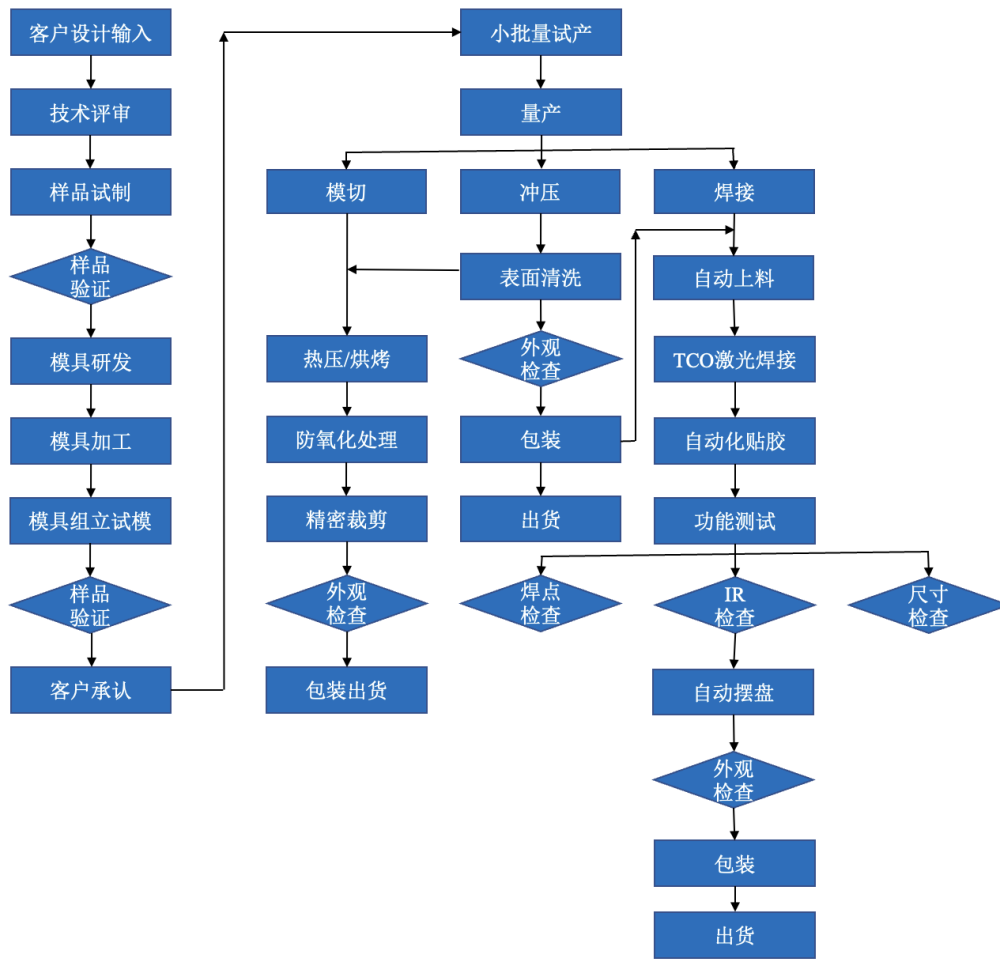 客户设计输入
技术评审
样品试制
样品
验证
模具研发
模具加工
模具组立试模
样品
验证
客户承认
小批量试产
量产
模切
热压/烘烤
防氧化处理
精密裁剪
外观
检查
包装出货
冲压
表面清洗
外观
检查
包装
出货
焊接
自动上料
TCO激光焊接
自动化贴胶
功能测试
焊点
检查
IR
检查
尺寸
检查
自动摆盘
外观
检查
包装
出货